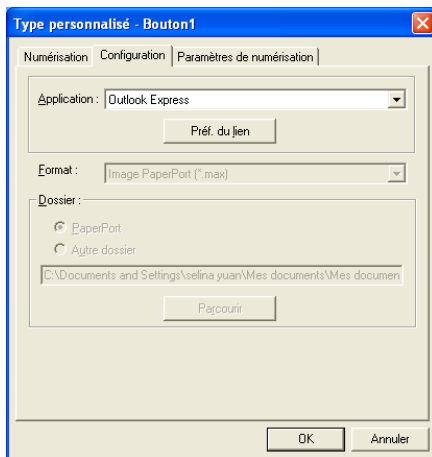 Type personnalisé - Bouton1
Numérisation Configuration Paramètres de numérisation
Application : Outlook Express
Préf. du lien
Format : Image PaperPort (*.max)
Dossier :
PaperPort
Autre dossier
C:\Documents and Settings\selina yuan\Mes documents\Mes documen
Parcourir
OK Annuler